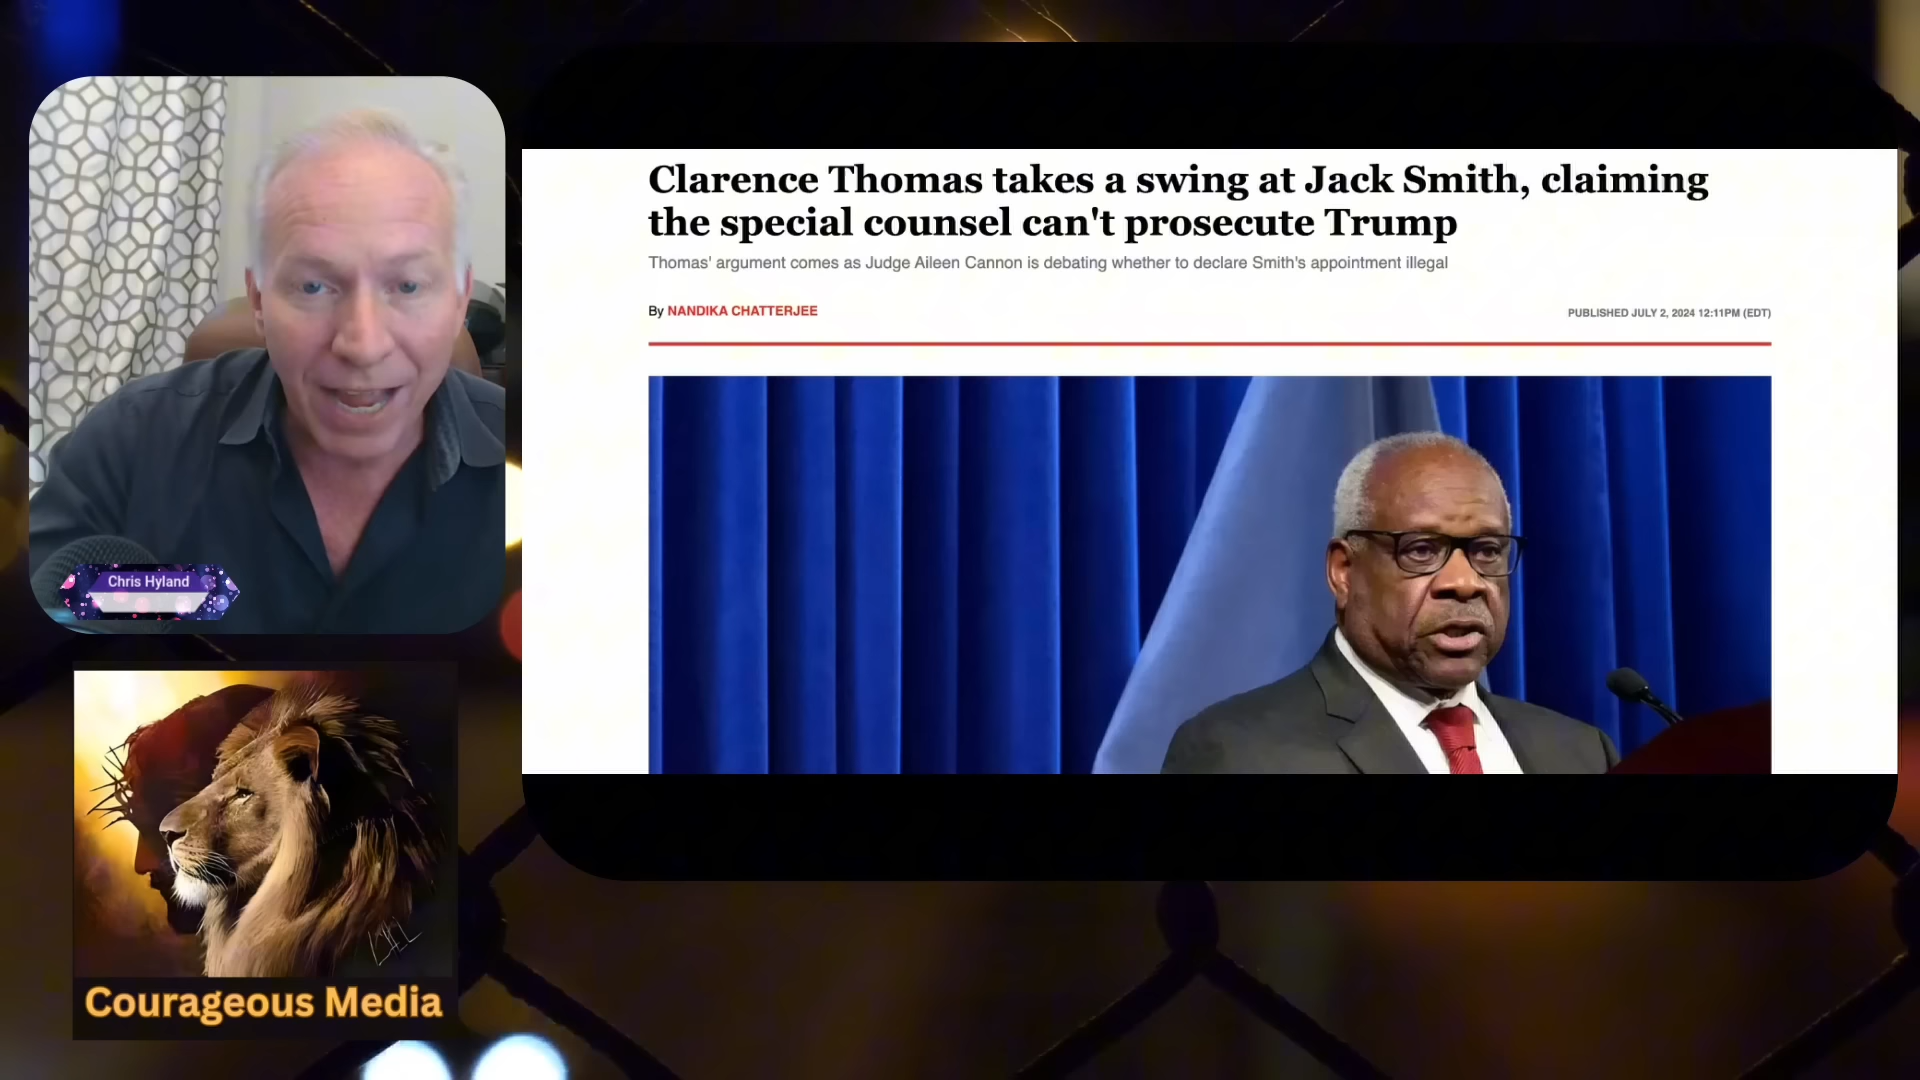 Clarence Thomas takes a swing at Jack Smith, claiming
the special counsel can't prosecute Trump
Thomas' argument comes as Judge Aileen Cannon is debating whether to declare Smith's appointment illegal
By NANDIKA CHATTERJEE
PUBLISHED JULY 2, 2024 12:11PM (EDT)
Chris Hyland
Courageous Media